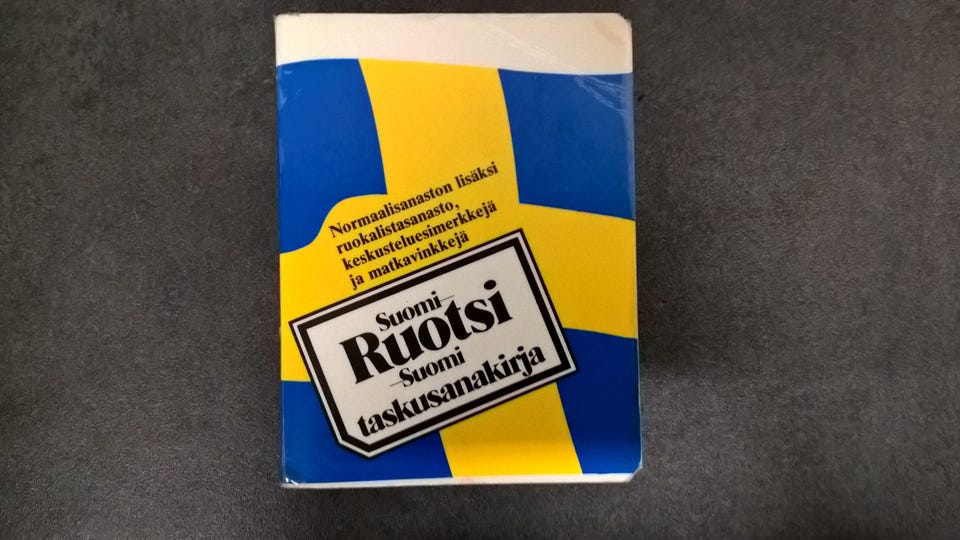 Normaalisanaston lisäksi
ruokalistasanasto,
keskusteluesimerkkejä
ja matkavinkkejä
Suomi–
Ruotsi
–Suomi
taskusanakirja